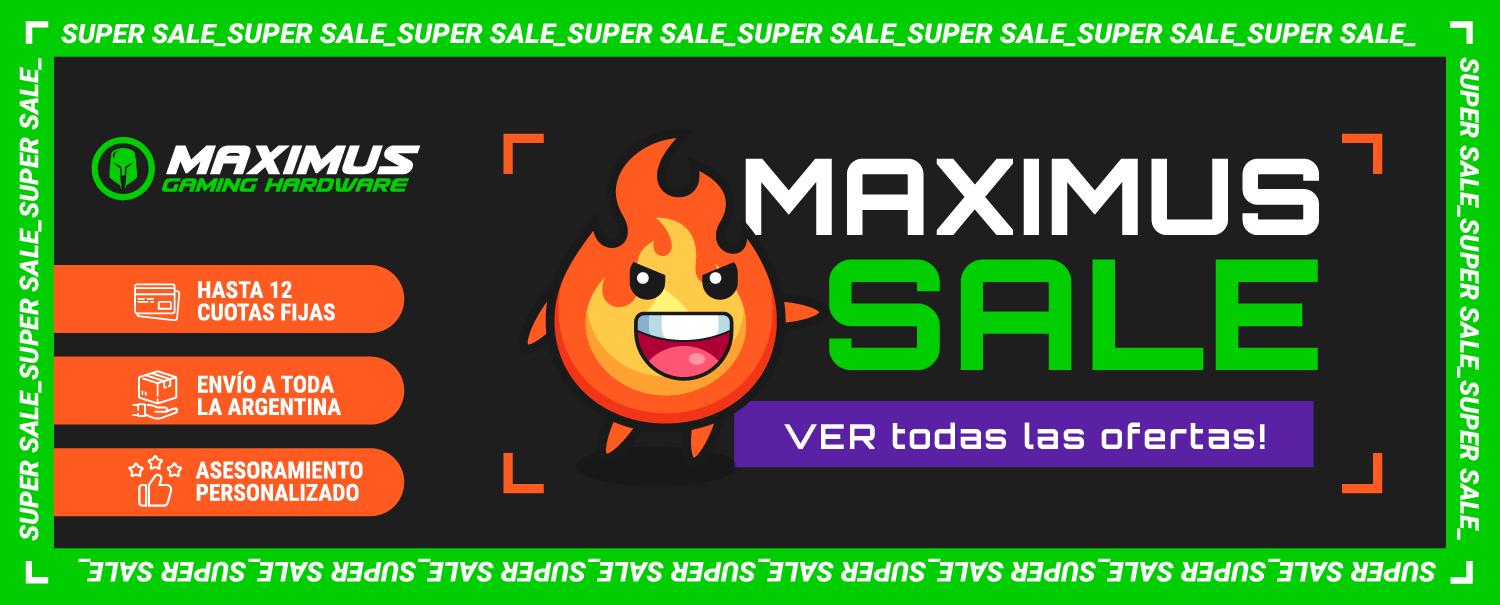 SUPER SALE_SUPER SALE_SUPER SALE_SUPER SALE_SUPER SALE_SUPER SALE_SUPER SALE_SUPER SALE_
MAXIMUS
GAMING HARDWARE
HASTA 12
CUOTAS FIJAS
ENVÍO A TODA
LA ARGENTINA
ASESORAMIENTO
PERSONALIZADO
MAXIMUS
SALE
VER todas las ofertas!
SUPER SALE_SUPER SALE_SUPER SALE_
SUPER SALE_SUPER SALE_SUPER SALE_
SUPER SALE_SUPER SALE_SUPER SALE_SUPER SALE_SUPER SALE_SUPER SALE_SUPER SALE_SUPER SALE_